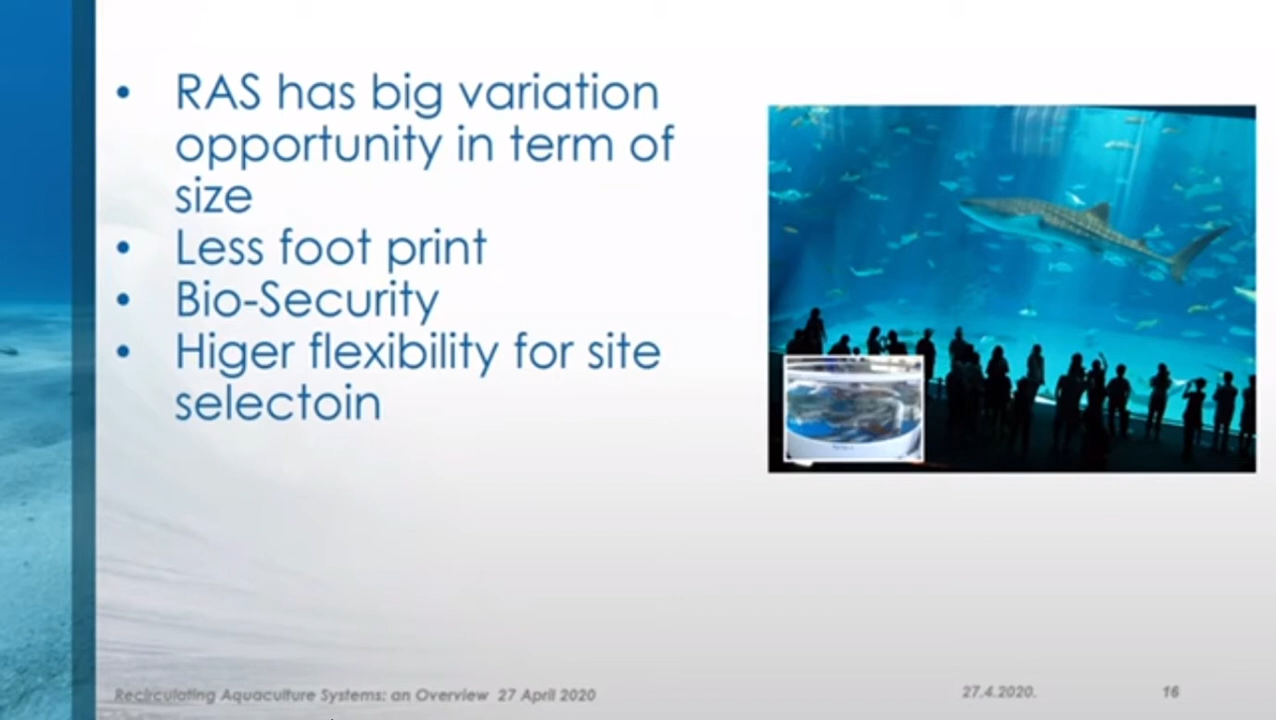 • RAS has big variation
opportunity in term of
size
• Less foot print
• Bio-Security
• Higer flexibility for site
selectoin
Recirculating Aquaculture Systems: an Overview 27 April 2020
27.4.2020.
16